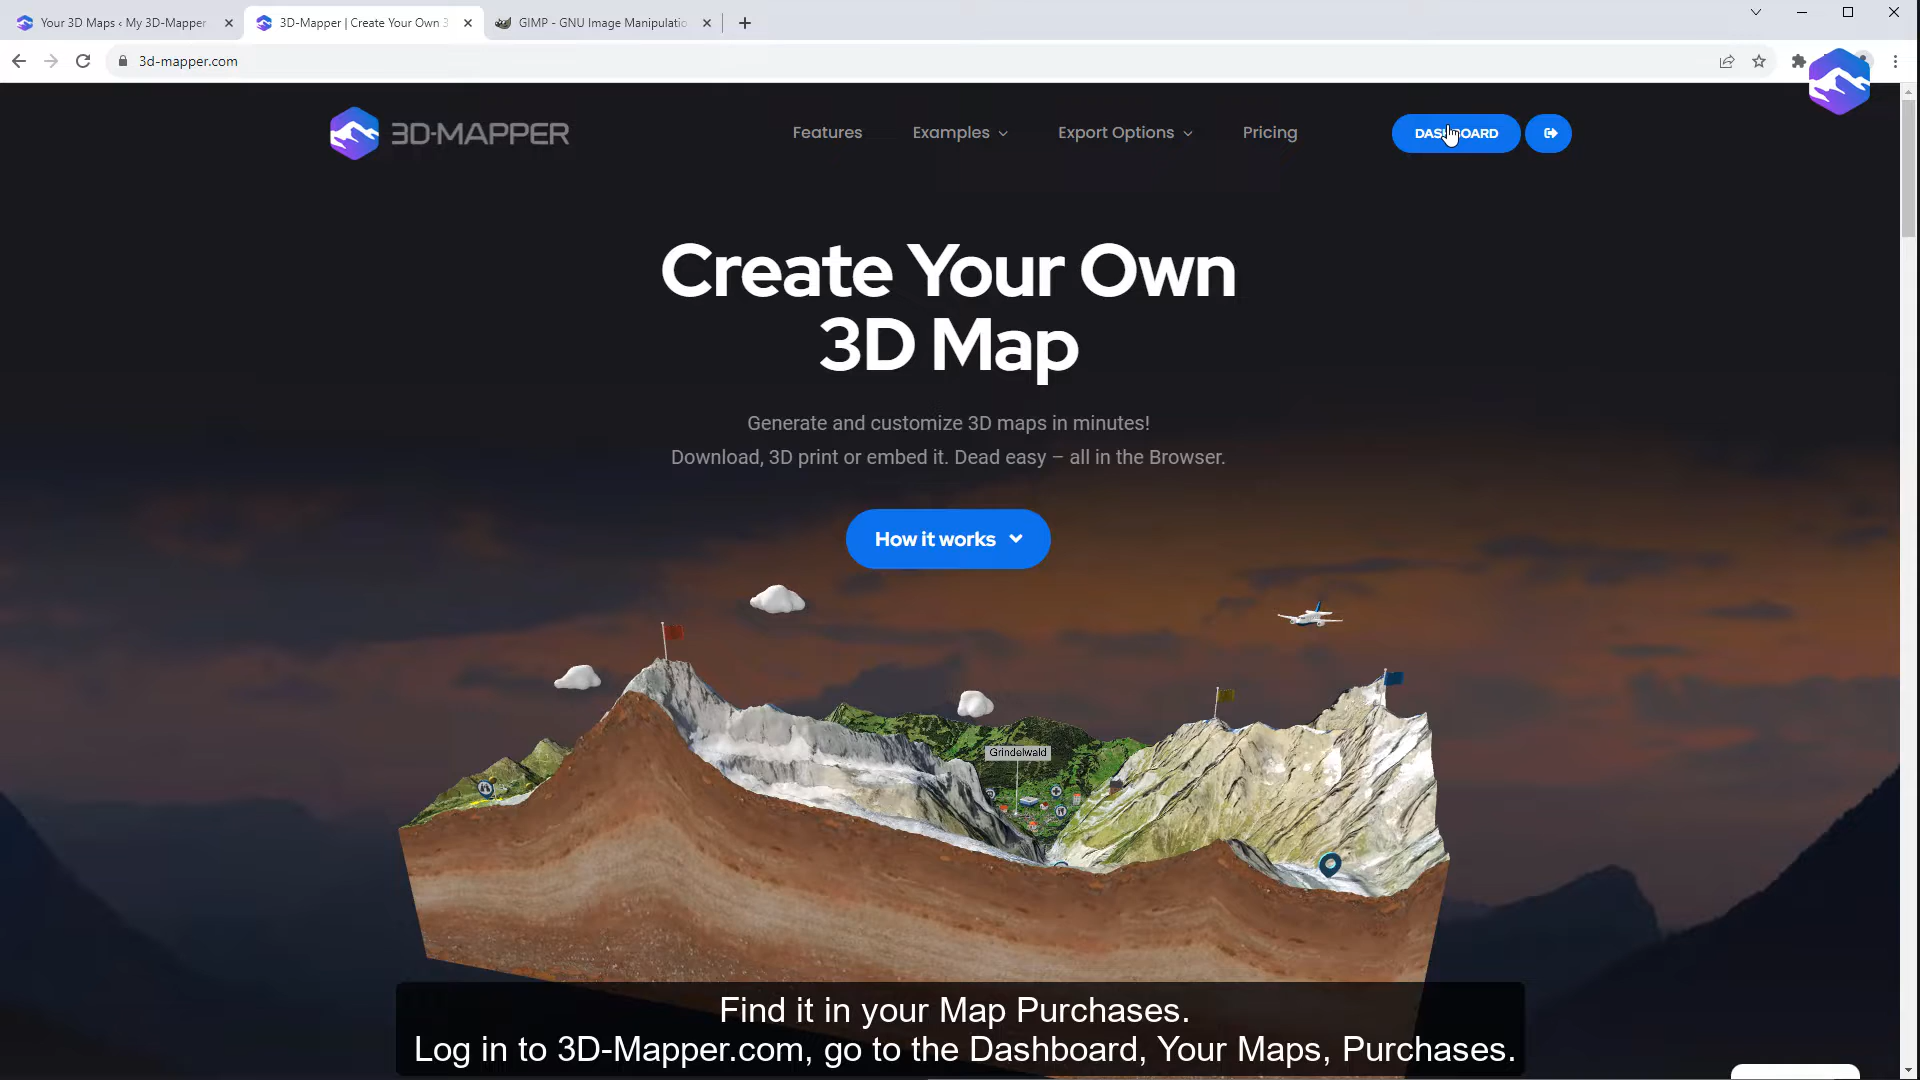 Your 3D Maps ‹ My 3D-Mapper
3D-Mapper | Create Your Own 3
GIMP - GNU Image Manipulatio
3d-mapper.com
3D-MAPPER
Features
Examples
Export Options
Pricing
DASHBOARD
Create Your Own
3D Map
Generate and customize 3D maps in minutes!
Download, 3D print or embed it. Dead easy – all in the Browser.
How it works
Grindelwald
Find it in your Map Purchases.
Log in to 3D-Mapper.com, go to the Dashboard, Your Maps, Purchases.